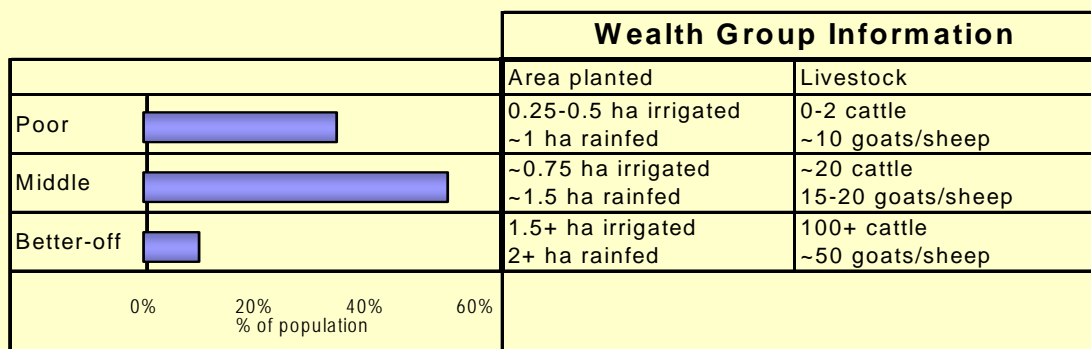 Wealth Group Information
Area planted Livestock
Poor 0.25-0.5 ha irrigated 0-2 cattle
~1 ha rainfed ~10 goats/sheep
Middle ~0.75 ha irrigated ~20 cattle
~1.5 ha rainfed 15-20 goats/sheep
Better-off 1.5+ ha irrigated 100+ cattle
2+ ha rainfed ~50 goats/sheep
0% 20% 40% 60%
% of population